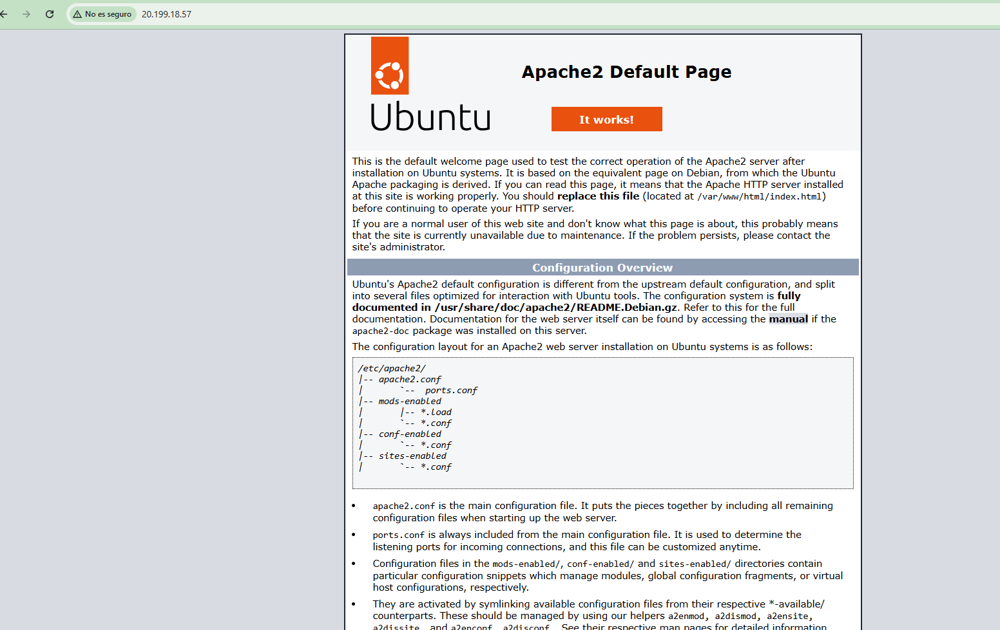 No es seguro 20.199.18.57
Apache2 Default Page
Ubuntu
It works!
This is the default welcome page used to test the correct operation of the Apache2 server after
installation on Ubuntu systems. It is based on the equivalent page on Debian, from which the Ubuntu
Apache packaging is derived. If you can read this page, it means that the Apache HTTP server installed
at this site is working properly. You should replace this file (located at /var/www/html/index.html)
before continuing to operate your HTTP server.
If you are a normal user of this web site and don't know what this page is about, this probably means
that the site is currently unavailable due to maintenance. If the problem persists, please contact the
site's administrator.
Configuration Overview
Ubuntu's Apache2 default configuration is different from the upstream default configuration, and split
into several files optimized for interaction with Ubuntu tools. The configuration system is fully
documented in /usr/share/doc/apache2/README.Debian.gz. Refer to this for the full
documentation. Documentation for the web server itself can be found by accessing the manual if the
apache2-doc package was installed on this server.
The configuration layout for an Apache2 web server installation on Ubuntu systems is as follows:
/etc/apache2/
|-- apache2.conf
|       `--  ports.conf
|-- mods-enabled
|       |-- *.load
|       `-- *.conf
|-- conf-enabled
|       `-- *.conf
|-- sites-enabled
|       `-- *.conf
• apache2.conf is the main configuration file. It puts the pieces together by including all remaining
configuration files when starting up the web server.
• ports.conf is always included from the main configuration file. It is used to determine the
listening ports for incoming connections, and this file can be customized anytime.
• Configuration files in the mods-enabled/, conf-enabled/ and sites-enabled/ directories contain
particular configuration snippets which manage modules, global configuration fragments, or virtual
host configurations, respectively.
• They are activated by symlinking available configuration files from their respective *-available/
counterparts. These should be managed by using our helpers a2enmod, a2dismod, a2ensite,
a2dissite, and a2enconf, a2disconf . See their respective man pages for detailed information.